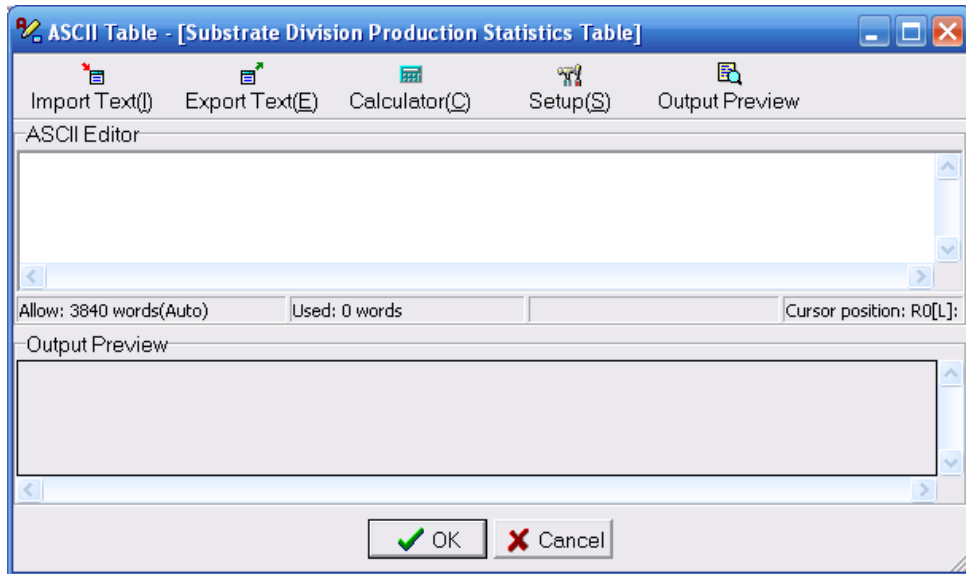 ASCII Table - [Substrate Division Production Statistics Table]
Import Text(I) Export Text(E) Calculator(C) Setup(S) Output Preview
ASCII Editor
Allow: 3840 words(Auto) Used: 0 words Cursor position: R0[L]:
Output Preview
OK Cancel